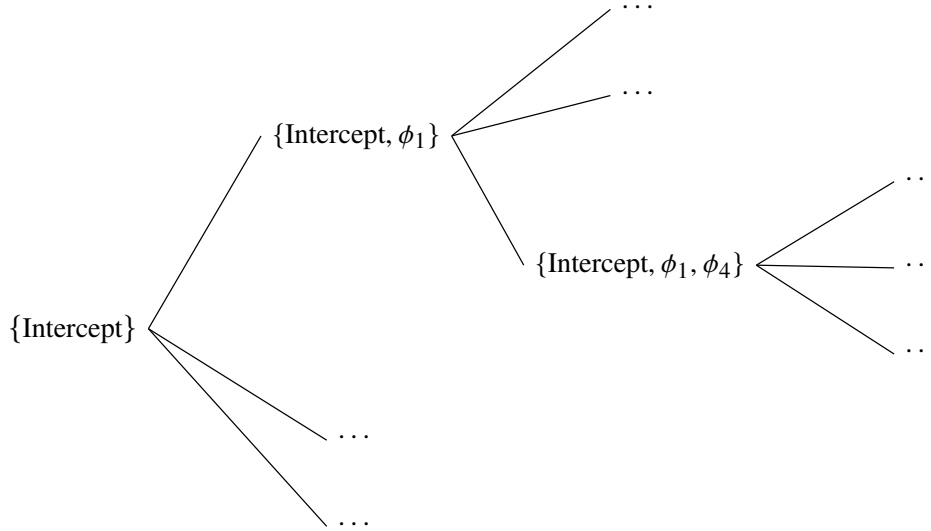 ···
···
{Intercept, ϕ₁}
··
{Intercept, ϕ₁, ϕ₄}
··
{Intercept}
··
···
···